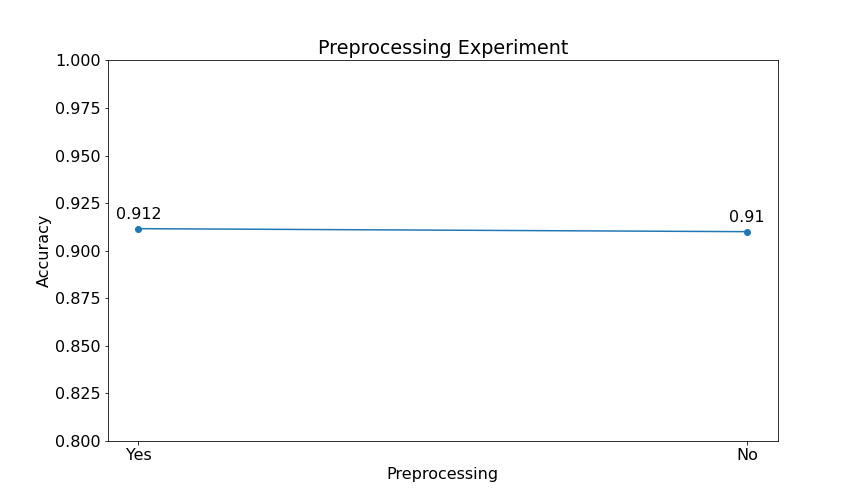 Preprocessing Experiment
1.000
0.975
0.950
0.925
0.900
0.875
0.850
0.825
0.800
Accuracy
0.912
0.91
Yes
No
Preprocessing